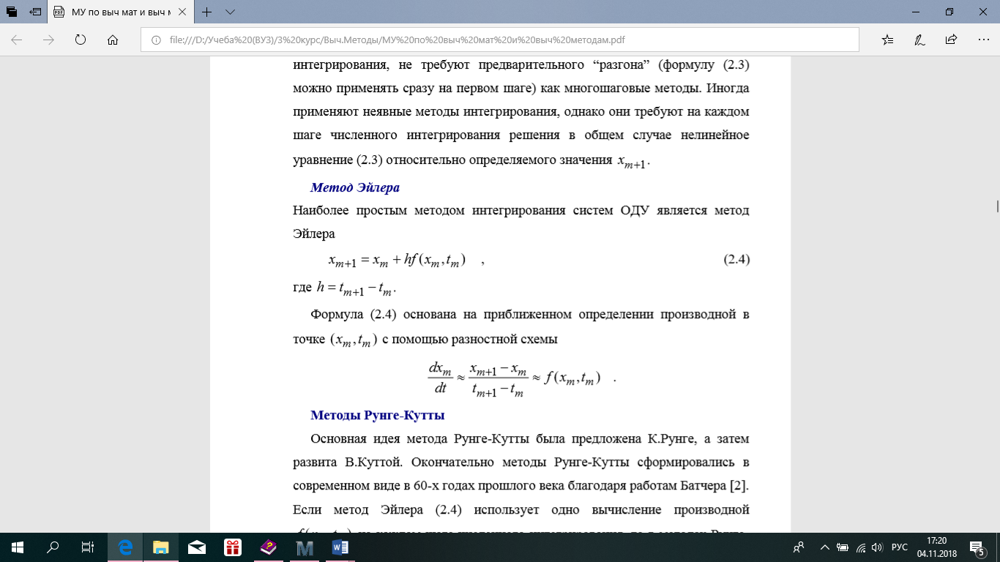 МУ по выч мат и выч м
file:///D:/Учеба%20(ВУЗ)/3%20курс/Выч.Методы/МУ%20по%20выч%20мат%20и%20выч%20методам.pdf
интегрирования, не требуют предварительного “разгона” (формулу (2.3)
можно применять сразу на первом шаге) как многошаговые методы. Иногда
применяют неявные методы интегрирования, однако они требуют на каждом
шаге численного интегрирования решения в общем случае нелинейное
уравнение (2.3) относительно определяемого значения x_{m+1}.
Метод Эйлера
Наиболее простым методом интегрирования систем ОДУ является метод
Эйлера
x_{m+1} = x_m + hf(x_m, t_m) , (2.4)
где h = t_{m+1} − t_m.
Формула (2.4) основана на приближенном определении производной в
точке (x_m, t_m) с помощью разностной схемы
dx_m/dt ≈ (x_{m+1} − x_m)/(t_{m+1} − t_m) ≈ f(x_m, t_m) .
Методы Рунге-Кутты
Основная идея метода Рунге-Кутты была предложена К.Рунге, а затем
развита В.Куттой. Окончательно методы Рунге-Кутты сформировались в
современном виде в 60-х годах прошлого века благодаря работам Батчера [2].
Если метод Эйлера (2.4) использует одно вычисление производной
РУС
17:20
04.11.2018
5